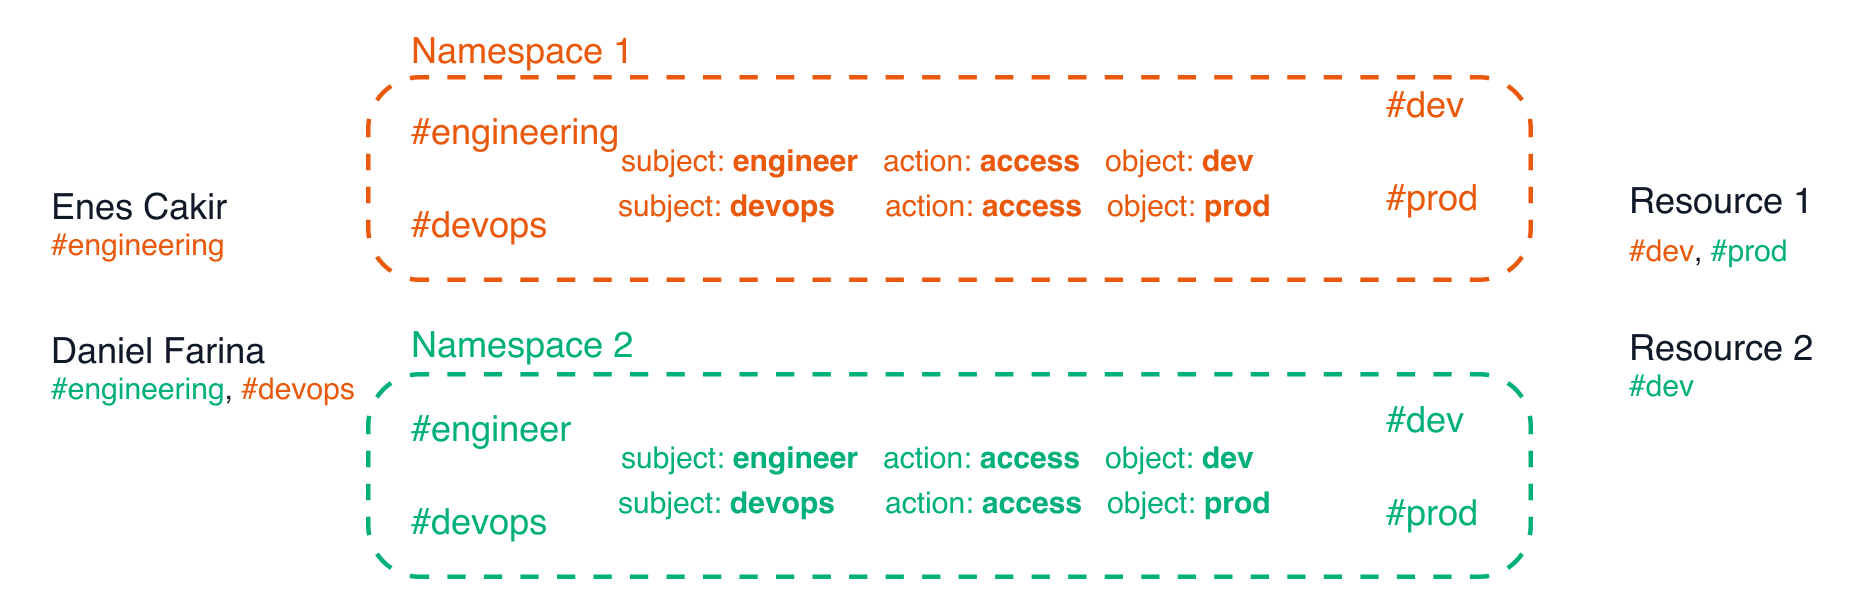 Namespace 1
#engineering
#dev
subject: engineer action: access object: dev
subject: devops action: access object: prod
#devops
#prod
Enes Cakir
#engineering
Resource 1
#dev, #prod
Daniel Farina
#engineering, #devops
Namespace 2
Resource 2
#dev
#engineer
#dev
subject: engineer action: access object: dev
subject: devops action: access object: prod
#devops
#prod